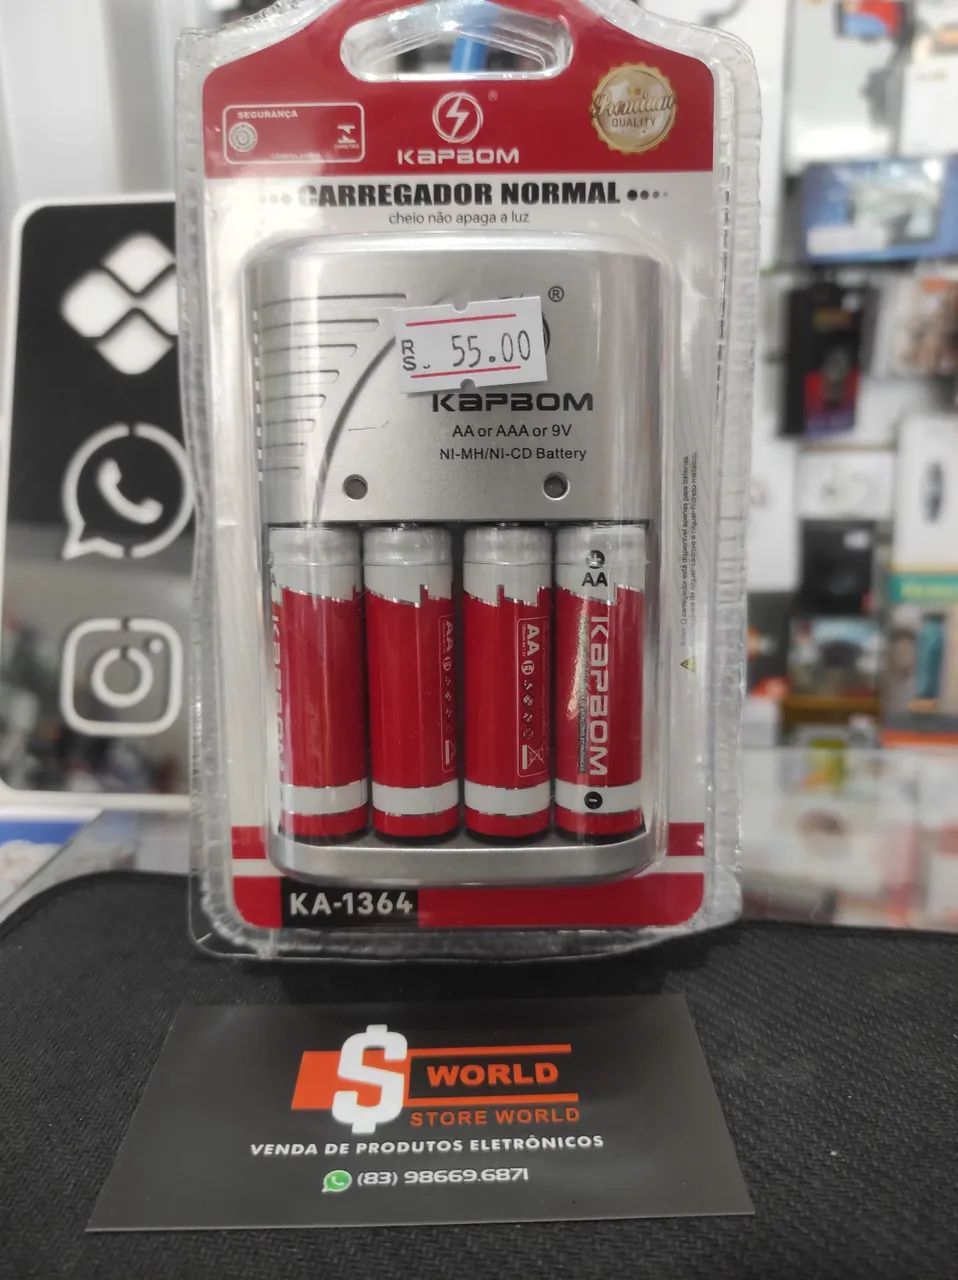 SEGURANÇA
®
KAPBOM
Premium
QUALITY
CARREGADOR NORMAL
cheio não apaga a luz
®
R
S.
55.00
KAPBOM
AA or AAA or 9V
NI-MH/NI-CD Battery
AA
AA
AA
KAPBOM
KA-1364
$ WORLD
STORE WORLD
VENDA DE PRODUTOS ELETRÔNICOS
(83) 98669.6871